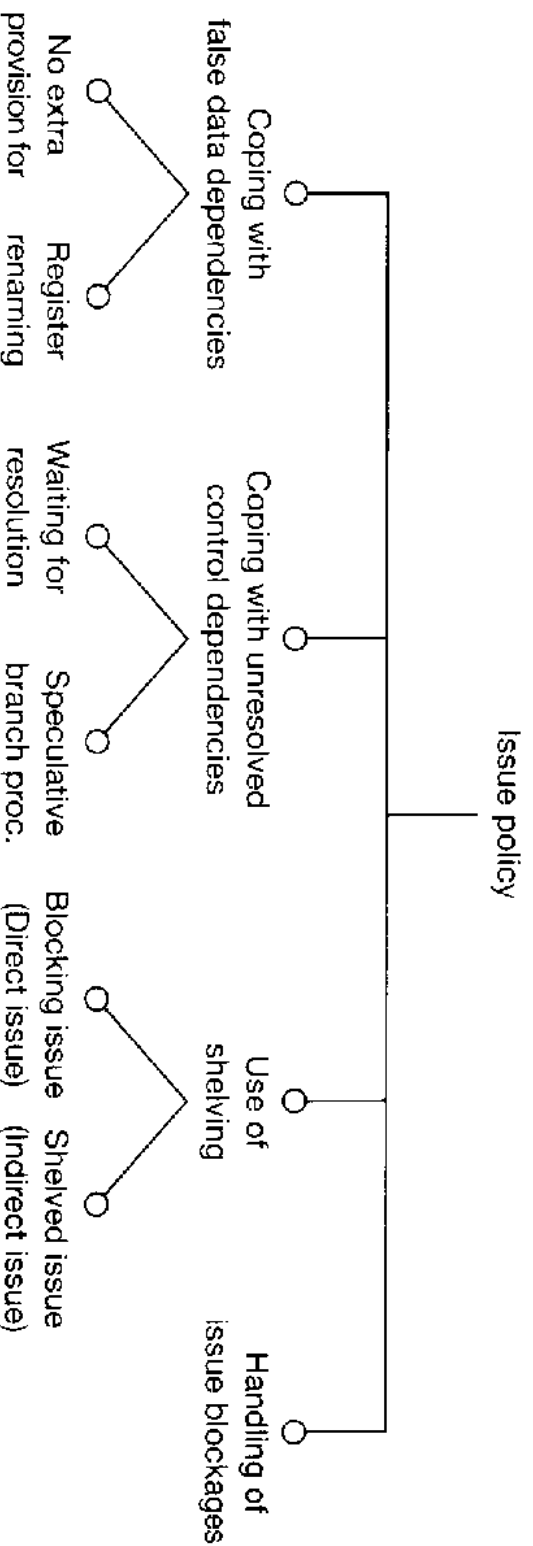 Issue policy
Coping with
false data dependencies
Coping with unresolved
control dependencies
Use of
shelving
Handling of
issue blockages
No extra
provision for
Register
renaming
Waiting for
resolution
Speculative
branch proc.
Blocking issue
(Direct issue)
Shelved issue
(Indirect issue)